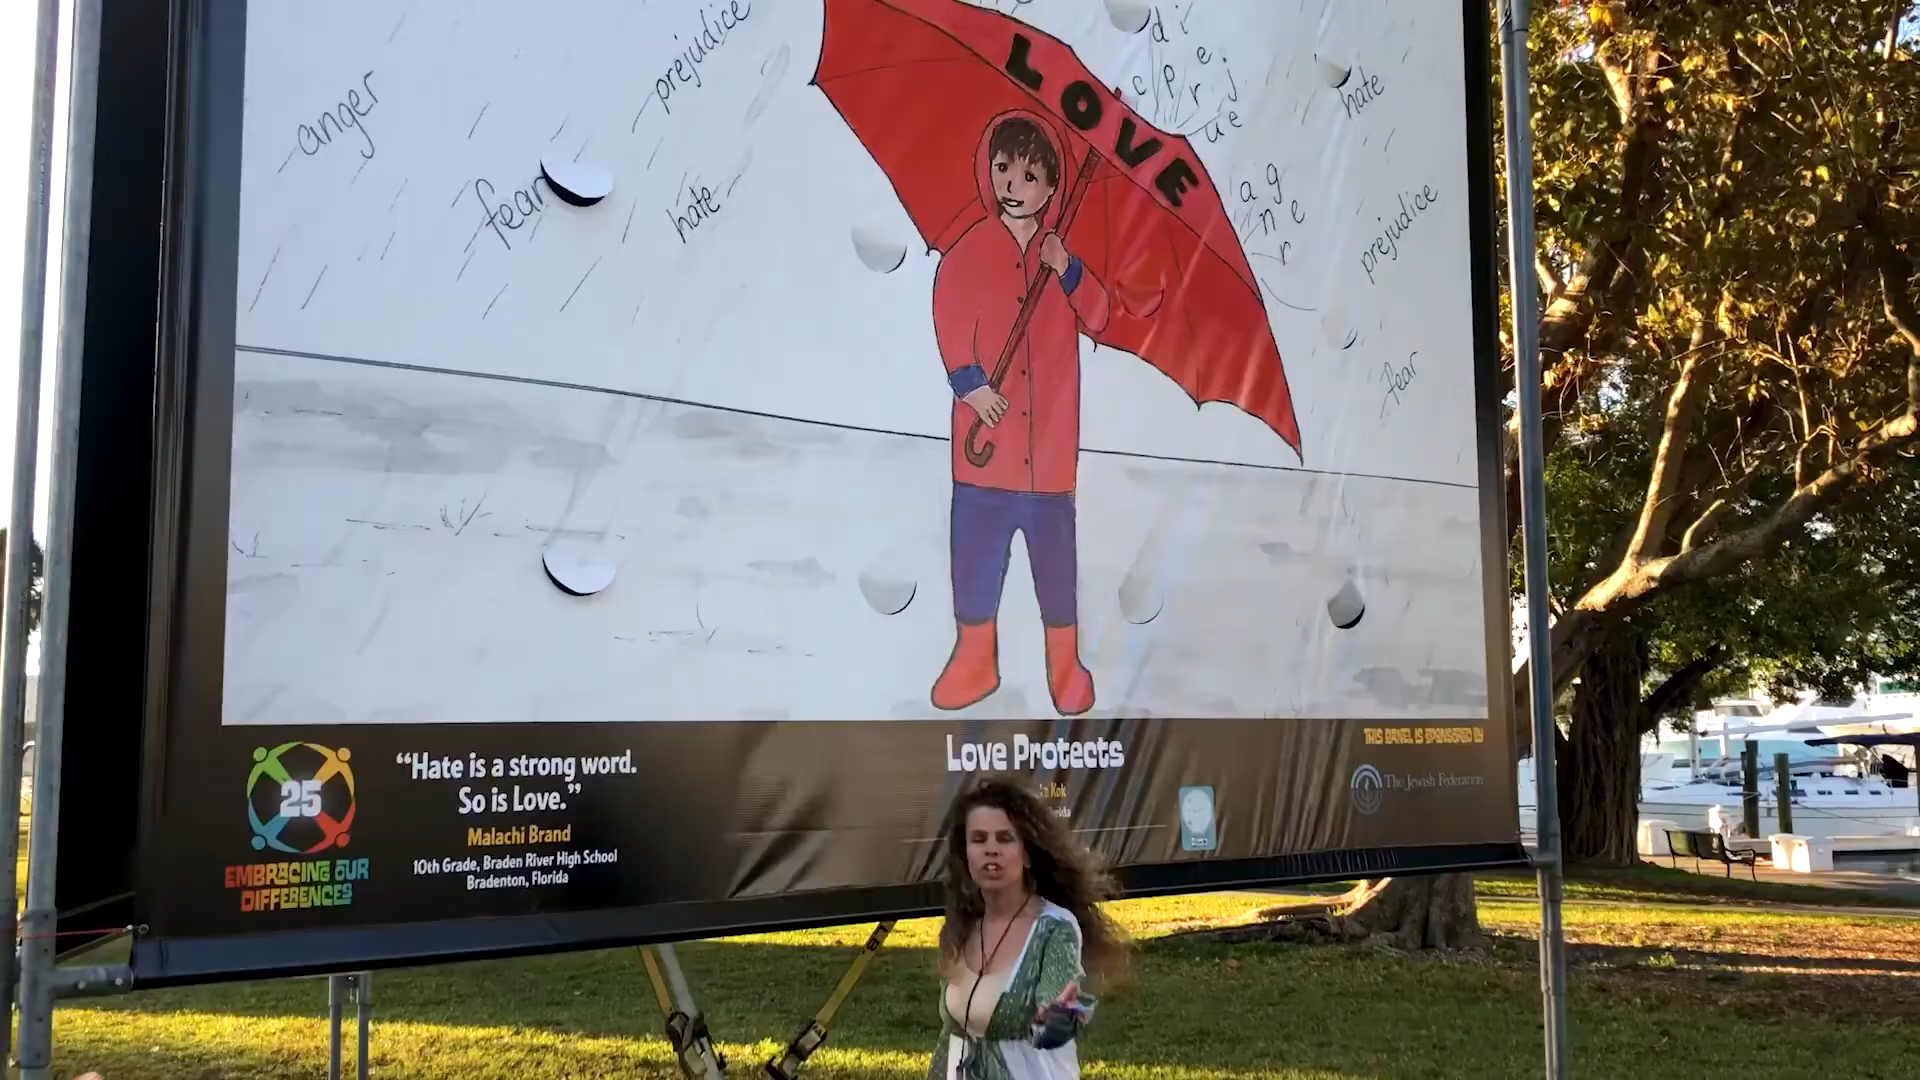 anger
prejudice
fear
hate
LOVE
hate
prejudice
fear
25
EMBRACING OUR
DIFFERENCES
“Hate is a strong word.
So is Love.”
Malachi Brand
10th Grade, Braden River High School
Bradenton, Florida
Love Protects
Kok
THIS PANEL IS SPONSORED BY
The Jewish Federation